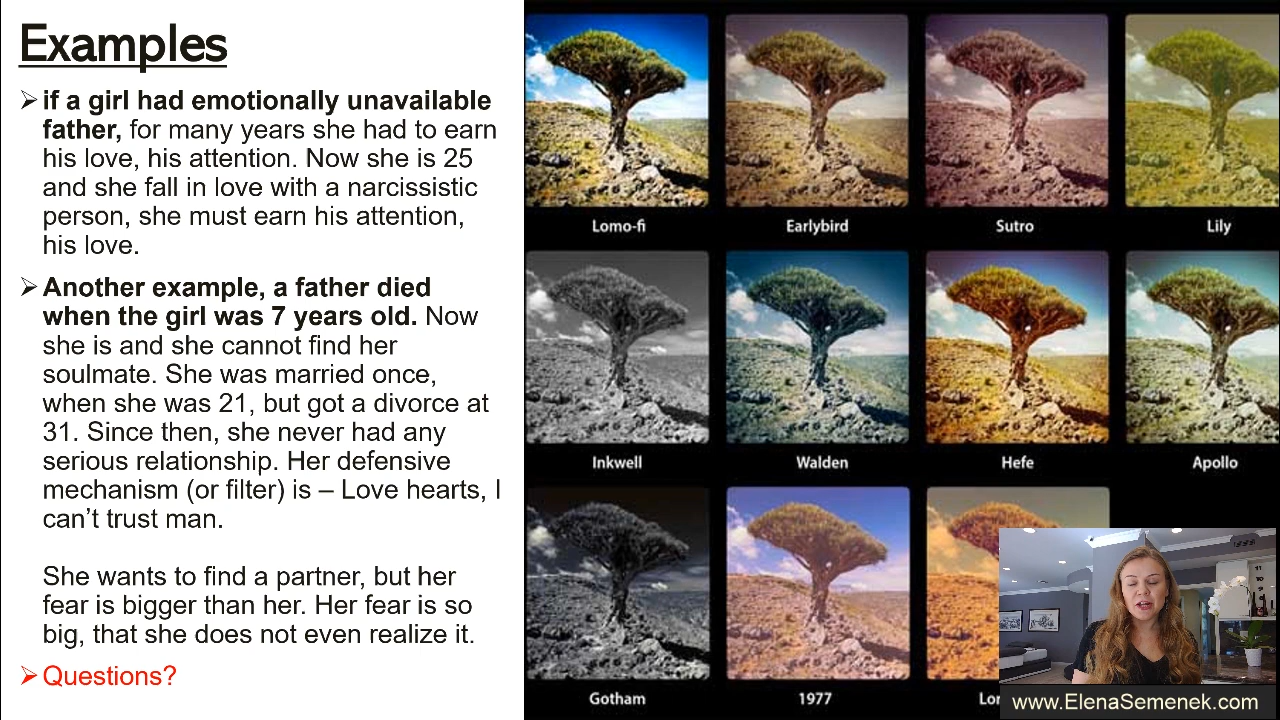 Examples
➢ if a girl had emotionally unavailable
father, for many years she had to earn
his love, his attention. Now she is 25
and she fall in love with a narcissistic
person, she must earn his attention,
his love.
➢ Another example, a father died
when the girl was 7 years old. Now
she is and she cannot find her
soulmate. She was married once,
when she was 21, but got a divorce at
31. Since then, she never had any
serious relationship. Her defensive
mechanism (or filter) is – Love hearts, I
can’t trust man.
She wants to find a partner, but her
fear is bigger than her. Her fear is so
big, that she does not even realize it.
➢ Questions?
Lomo-fi
Earlybird
Sutro
Lily
Inkwell
Walden
Hefe
Apollo
Gotham
1977
www.ElenaSemenek.com